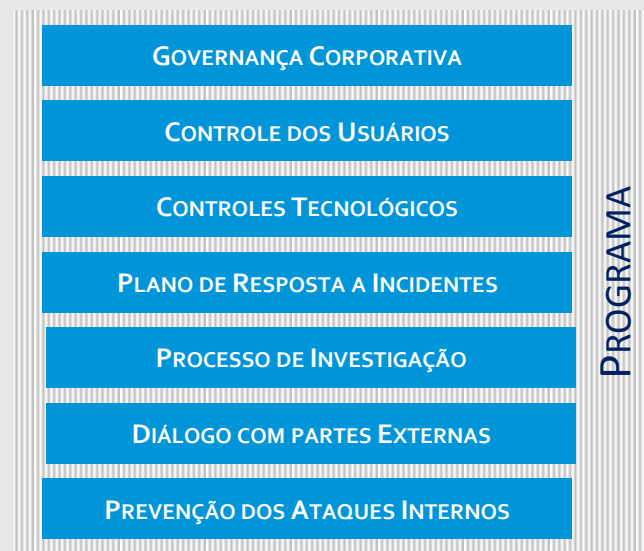 Governança Corporativa
Controle dos Usuários
Controles Tecnológicos
Plano de Resposta a Incidentes
Processo de Investigação
Diálogo com partes Externas
Prevenção dos Ataques Internos
Programa